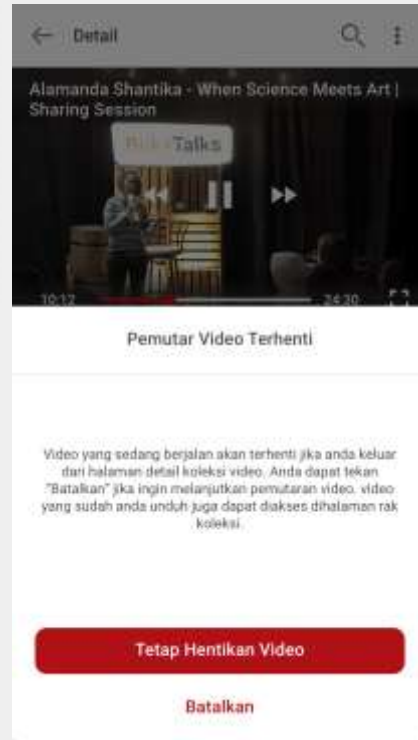 Detail
Alamanda Shantika - When Science Meets Art |
Sharing Session
Talks
10:12
24:30
Pemutar Video Terhenti
Video yang sedang berjalan akan terhenti jika anda keluar
dari halaman detail koleksi video. Anda dapat tekan
"Batalkan" jika ingin melanjutkan pemutaran video. video
yang sudah anda unduh juga dapat diakses dihalaman rak
koleksi.
Tetap Hentikan Video
Batalkan